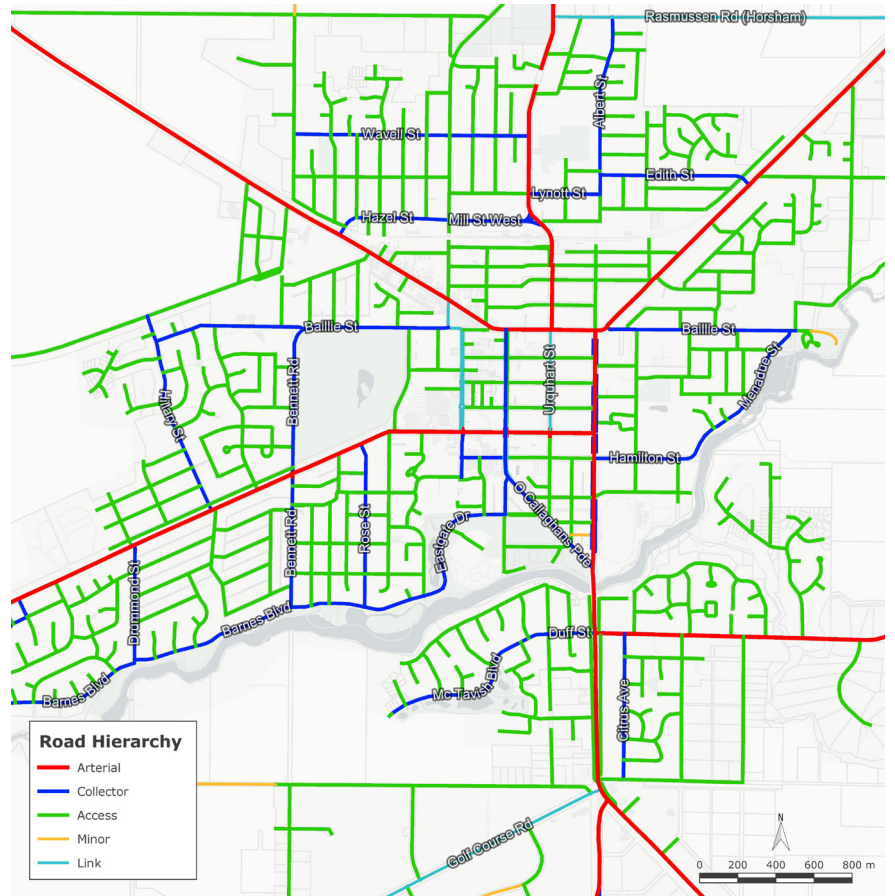 Rasmussen Rd (Horsham)
Albert St
Wavell St
Edith St
Lynott St
Hazel St
Mill St West
Baillie St
Baillie St
Urquhart St
Bennett Rd
Menadue St
Hilary St
Hamilton St
O Callaghans Pde
Rose St
Eastgate Dr
Bennett Rd
Drummond St
Barnes Blvd
Duff St
Mc Tavish Blvd
Barnes Blvd
Citrus Ave
Road Hierarchy
Arterial
Collector
Access
Minor
Link
Golf Course Rd
N
0 200 400 600 800 m